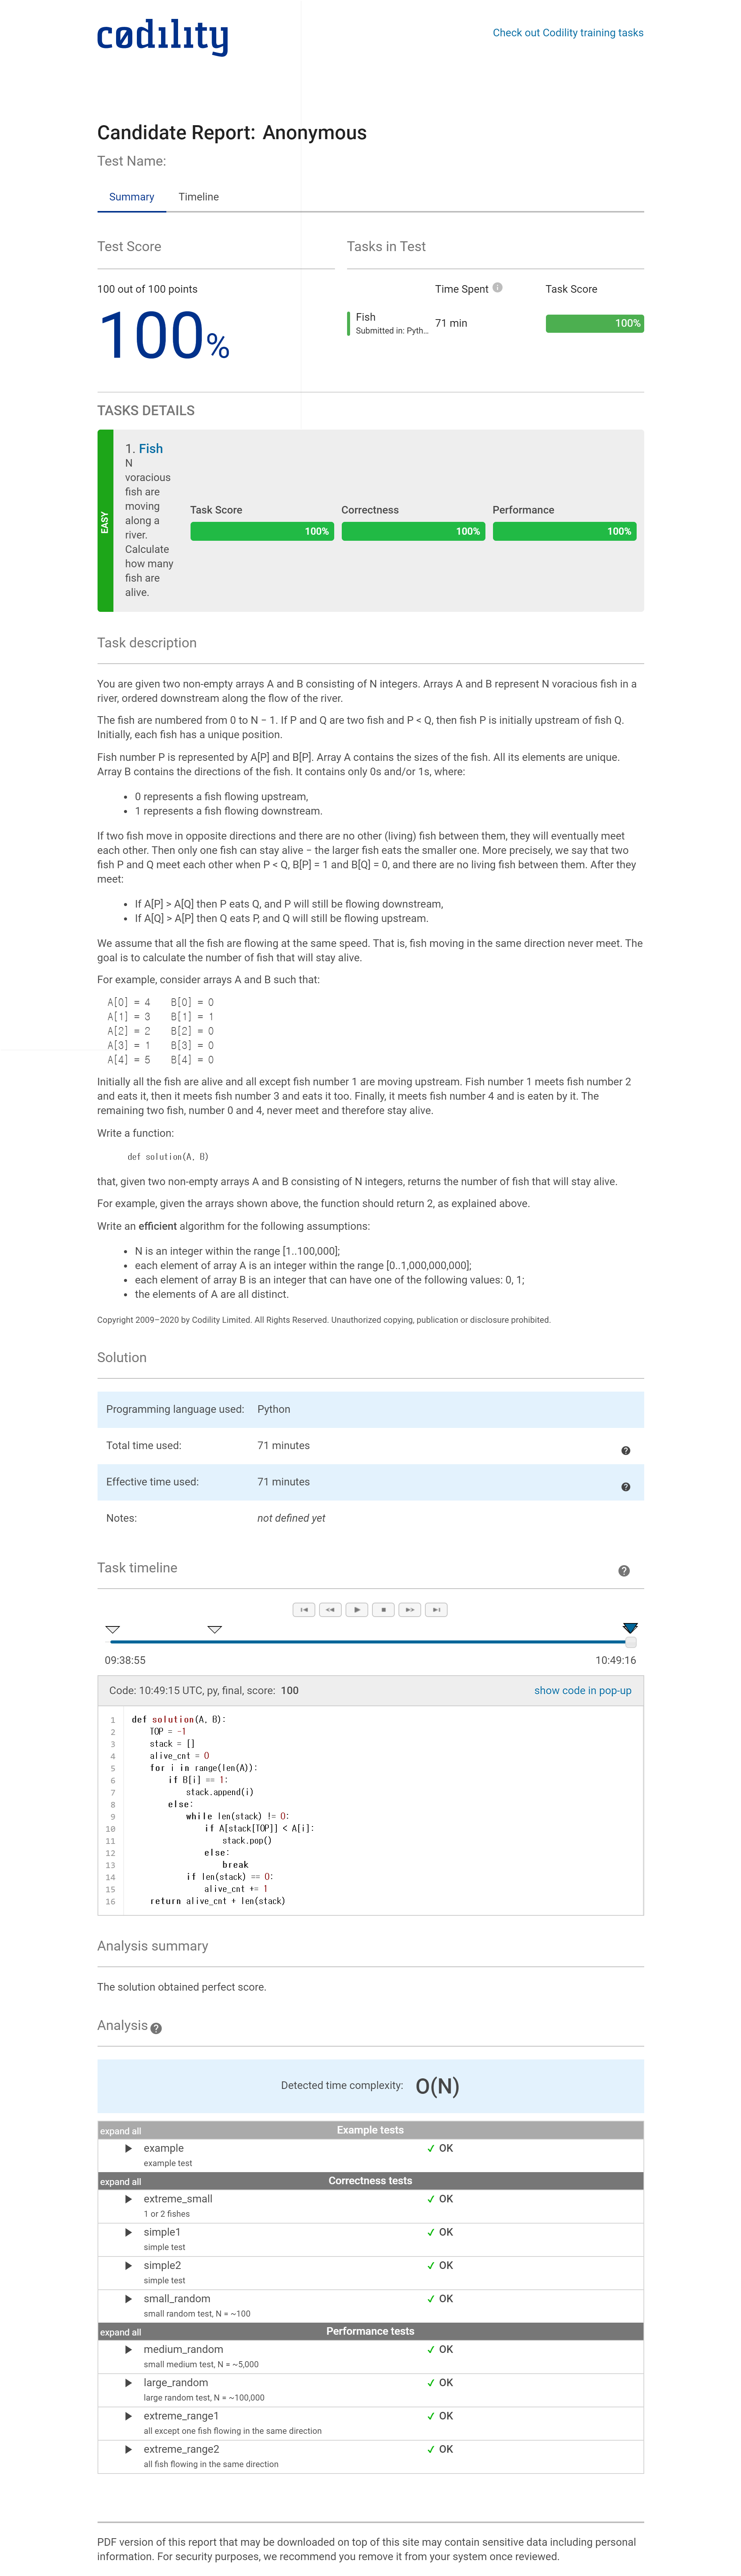 cødılıty
Check out Codility training tasks
Candidate Report: Anonymous
Test Name:
Summary Timeline
Test Score
Tasks in Test
100 out of 100 points
100%
Time Spent
Task Score
Fish
Submitted in: Pyth...
71 min
100%
TASKS DETAILS
EASY
1. Fish
N
voracious
fish are
moving
along a
river.
Calculate
how many
fish are
alive.
Task Score
100%
Correctness
100%
Performance
100%
Task description
You are given two non-empty arrays A and B consisting of N integers. Arrays A and B represent N voracious fish in a
river, ordered downstream along the flow of the river.
The fish are numbered from 0 to N − 1. If P and Q are two fish and P < Q, then fish P is initially upstream of fish Q.
Initially, each fish has a unique position.
Fish number P is represented by A[P] and B[P]. Array A contains the sizes of the fish. All its elements are unique.
Array B contains the directions of the fish. It contains only 0s and/or 1s, where:
• 0 represents a fish flowing upstream,
• 1 represents a fish flowing downstream.
If two fish move in opposite directions and there are no other (living) fish between them, they will eventually meet
each other. Then only one fish can stay alive − the larger fish eats the smaller one. More precisely, we say that two
fish P and Q meet each other when P < Q, B[P] = 1 and B[Q] = 0, and there are no living fish between them. After they
meet:
• If A[P] > A[Q] then P eats Q, and P will still be flowing downstream,
• If A[Q] > A[P] then Q eats P, and Q will still be flowing upstream.
We assume that all the fish are flowing at the same speed. That is, fish moving in the same direction never meet. The
goal is to calculate the number of fish that will stay alive.
For example, consider arrays A and B such that:
A[0] = 4 B[0] = 0
A[1] = 3 B[1] = 1
A[2] = 2 B[2] = 0
A[3] = 1 B[3] = 0
A[4] = 5 B[4] = 0
Initially all the fish are alive and all except fish number 1 are moving upstream. Fish number 1 meets fish number 2
and eats it, then it meets fish number 3 and eats it too. Finally, it meets fish number 4 and is eaten by it. The
remaining two fish, number 0 and 4, never meet and therefore stay alive.
Write a function:
def solution(A, B)
that, given two non-empty arrays A and B consisting of N integers, returns the number of fish that will stay alive.
For example, given the arrays shown above, the function should return 2, as explained above.
Write an efficient algorithm for the following assumptions:
• N is an integer within the range [1..100,000];
• each element of array A is an integer within the range [0..1,000,000,000];
• each element of array B is an integer that can have one of the following values: 0, 1;
• the elements of A are all distinct.
Copyright 2009–2020 by Codility Limited. All Rights Reserved. Unauthorized copying, publication or disclosure prohibited.
Solution
Programming language used: Python
Total time used: 71 minutes ?
Effective time used: 71 minutes ?
Notes: not defined yet
Task timeline ?
09:38:55 10:49:16
Code: 10:49:15 UTC, py, final, score: 100 show code in pop-up
1 def solution(A, B):
2 TOP = -1
3 stack = []
4 alive_cnt = 0
5 for i in range(len(A)):
6 if B[i] == 1:
7 stack.append(i)
8 else:
9 while len(stack) != 0:
10 if A[stack[TOP]] < A[i]:
11 stack.pop()
12 else:
13 break
14 if len(stack) == 0:
15 alive_cnt += 1
16 return alive_cnt + len(stack)
Analysis summary
The solution obtained perfect score.
Analysis ?
Detected time complexity: O(N)
expand all Example tests
▶ example ✓ OK
example test
expand all Correctness tests
▶ extreme_small ✓ OK
1 or 2 fishes
▶ simple1 ✓ OK
simple test
▶ simple2 ✓ OK
simple test
▶ small_random ✓ OK
small random test, N = ~100
expand all Performance tests
▶ medium_random ✓ OK
small medium test, N = ~5,000
▶ large_random ✓ OK
large random test, N = ~100,000
▶ extreme_range1 ✓ OK
all except one fish flowing in the same direction
▶ extreme_range2 ✓ OK
all fish flowing in the same direction
PDF version of this report that may be downloaded on top of this site may contain sensitive data including personal
information. For security purposes, we recommend you remove it from your system once reviewed.